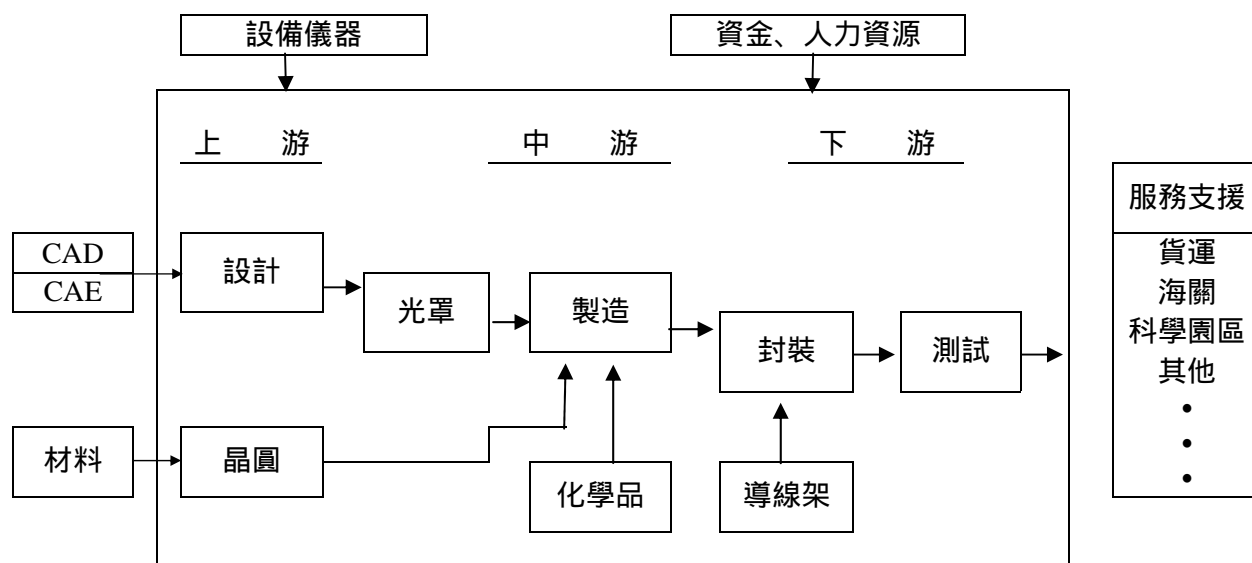 設備儀器
資金、人力資源
上 游
中 游
下 游
服務支援
CAD
CAE
設計
光罩
製造
封裝
測試
貨運
海關
科學園區
其他
•
•
•
材料
晶圓
化學品
導線架